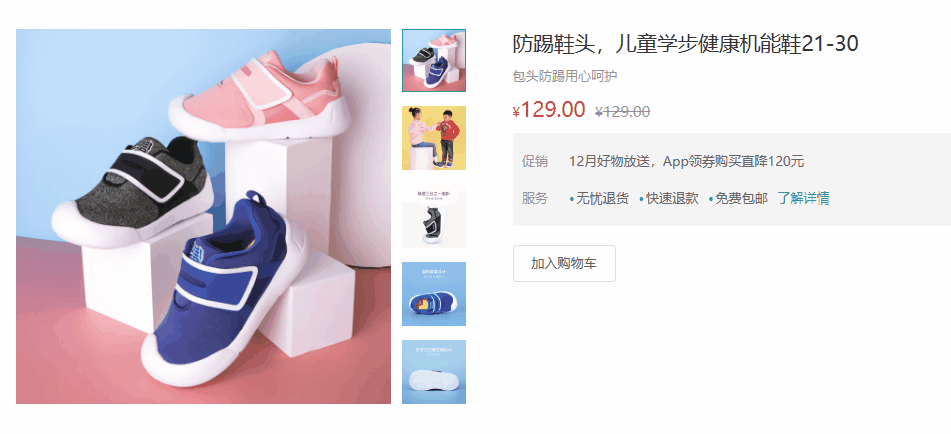 防踢鞋头，儿童学步健康机能鞋21-30
包头防踢用心呵护
¥129.00 ¥129.00
促销 12月好物放送，App领券购买直降120元
服务 •无忧退货 •快速退款 •免费包邮 了解详情
加入购物车